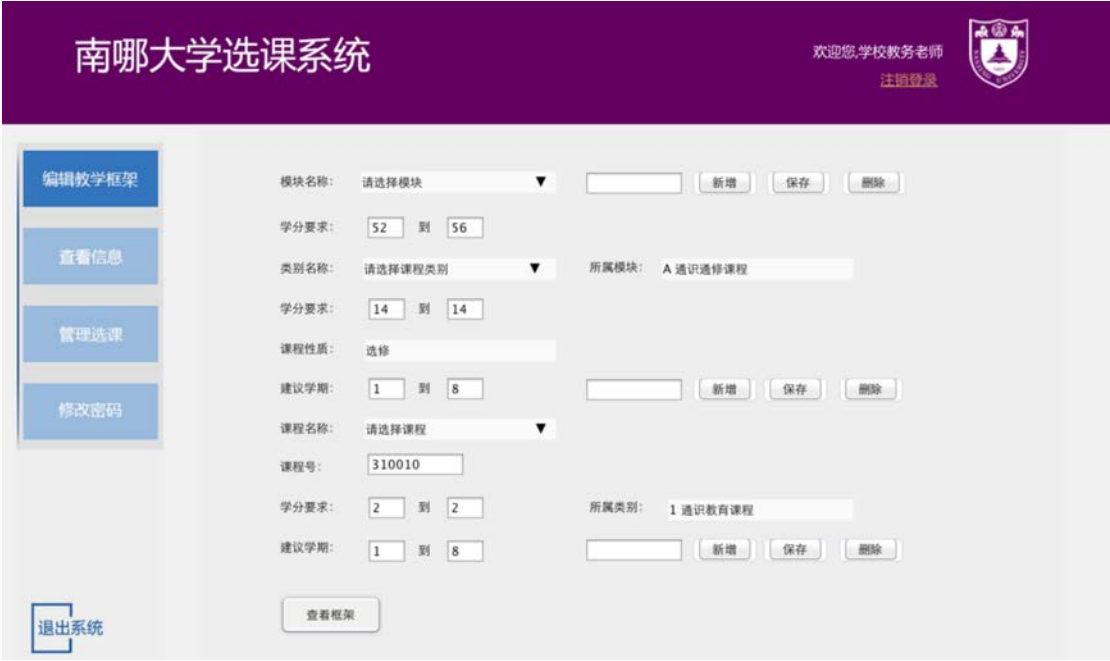 南哪大学选课系统
欢迎您,学校教务老师
注销登录
编辑教学框架
查看信息
管理选课
修改密码
退出系统
模块名称: 请选择模块 ▼ 新增 保存 删除
学分要求: 52 到 56
类别名称: 请选择课程类别 ▼ 所属模块: A 通识通修课程
学分要求: 14 到 14
课程性质: 选修
建议学期: 1 到 8 新增 保存 删除
课程名称: 请选择课程 ▼
课程号: 310010
学分要求: 2 到 2 所属类别: 1 通识教育课程
建议学期: 1 到 8 新增 保存 删除
查看框架